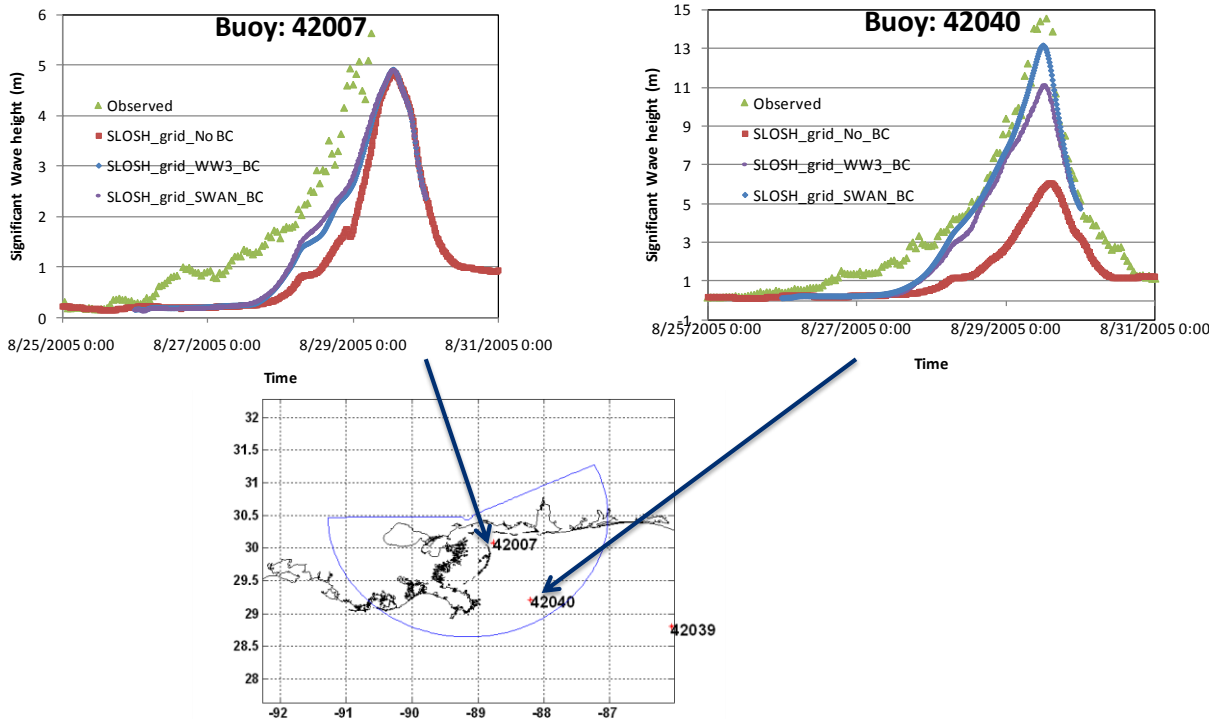 Buoy: 42007
Significant Wave height (m)
6
5
4
3
2
1
0
Observed
SLOSH_grid_No BC
SLOSH_grid_WW3_BC
SLOSH_grid_SWAN_BC
8/25/2005 0:00 8/27/2005 0:00 8/29/2005 0:00 8/31/2005 0:00
Time
Buoy: 42040
Significant Wave height (m)
15
13
11
9
7
5
3
1
-1
Observed
SLOSH_grid_No_BC
SLOSH_grid_WW3_BC
SLOSH_grid_SWAN_BC
8/25/2005 0:00 8/27/2005 0:00 8/29/2005 0:00 8/31/2005 0:00
Time
32
31.5
31
30.5
30
29.5
29
28.5
28
42007
42040
42039
-92 -91 -90 -89 -88 -87